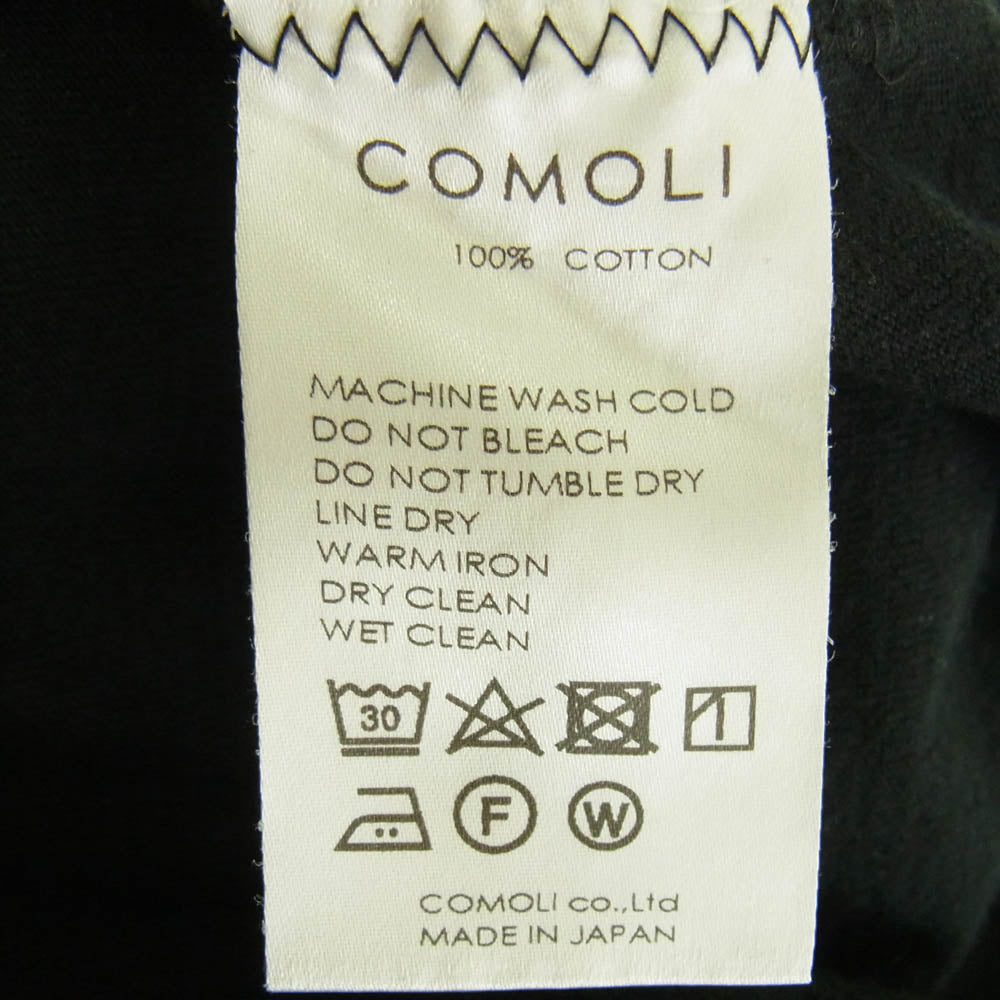 COMOLI
100% COTTON
MACHINE WASH COLD
DO NOT BLEACH
DO NOT TUMBLE DRY
LINE DRY
WARM IRON
DRY CLEAN
WET CLEAN
30
F W
COMOLI co.,Ltd
MADE IN JAPAN